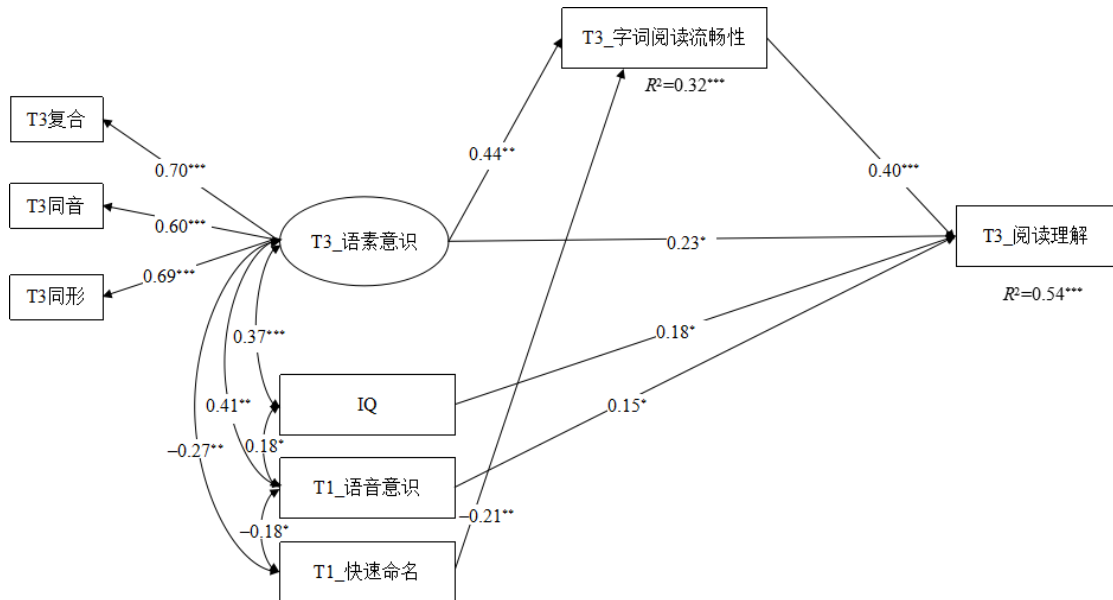 T3_字词阅读流畅性
R²=0.32***
T3复合
0.70***
0.44**
0.40***
T3同音
0.60***
T3_语素意识
0.23*
T3_阅读理解
0.69***
T3同形
R²=0.54***
0.37***
0.18*
IQ
0.41**
0.15*
−0.27**
0.18*
T1_语音意识
−0.21**
−0.18*
T1_快速命名